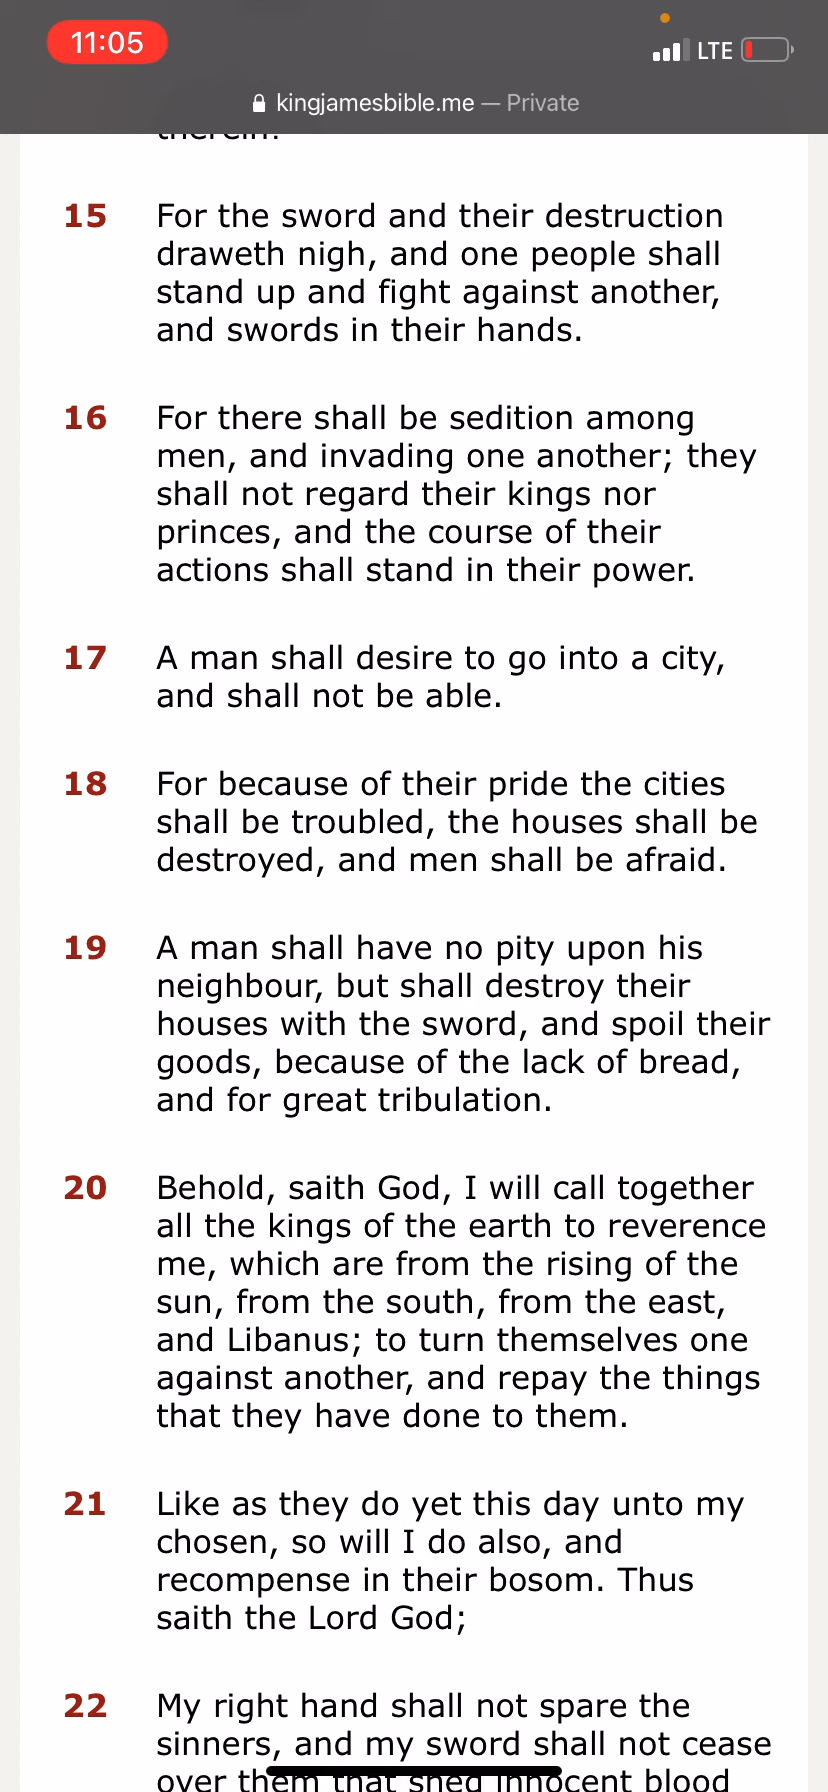 11:05
LTE
kingjamesbible.me — Private
therein.
15 For the sword and their destruction
draweth nigh, and one people shall
stand up and fight against another,
and swords in their hands.
16 For there shall be sedition among
men, and invading one another; they
shall not regard their kings nor
princes, and the course of their
actions shall stand in their power.
17 A man shall desire to go into a city,
and shall not be able.
18 For because of their pride the cities
shall be troubled, the houses shall be
destroyed, and men shall be afraid.
19 A man shall have no pity upon his
neighbour, but shall destroy their
houses with the sword, and spoil their
goods, because of the lack of bread,
and for great tribulation.
20 Behold, saith God, I will call together
all the kings of the earth to reverence
me, which are from the rising of the
sun, from the south, from the east,
and Libanus; to turn themselves one
against another, and repay the things
that they have done to them.
21 Like as they do yet this day unto my
chosen, so will I do also, and
recompense in their bosom. Thus
saith the Lord God;
22 My right hand shall not spare the
sinners, and my sword shall not cease
over them that shed innocent blood